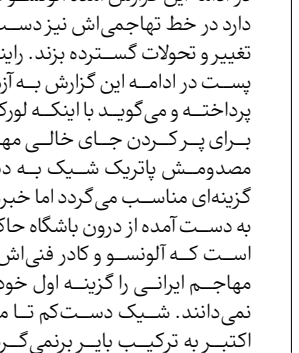 دارد در خط تهاجمی‌اش نیز دست
تغییر و تحولات گسترده بزند. راین
پست در ادامه این گزارش به آز
پرداخته و می‌گوید با اینکه لورک
برای پر کردن جای خالی مه
مصدومش پاتریک شیک به د
گزینه‌ای مناسب می‌گردد اما خبر
به دست آمده از درون باشگاه حاک
است که آلونسو و کادر فنی‌اش
مهاجم ایرانی را گزینه اول خود
نمی‌دانند. شیک دست‌کم تا م
اکتبر به ترکیب بایر برنمی‌گر